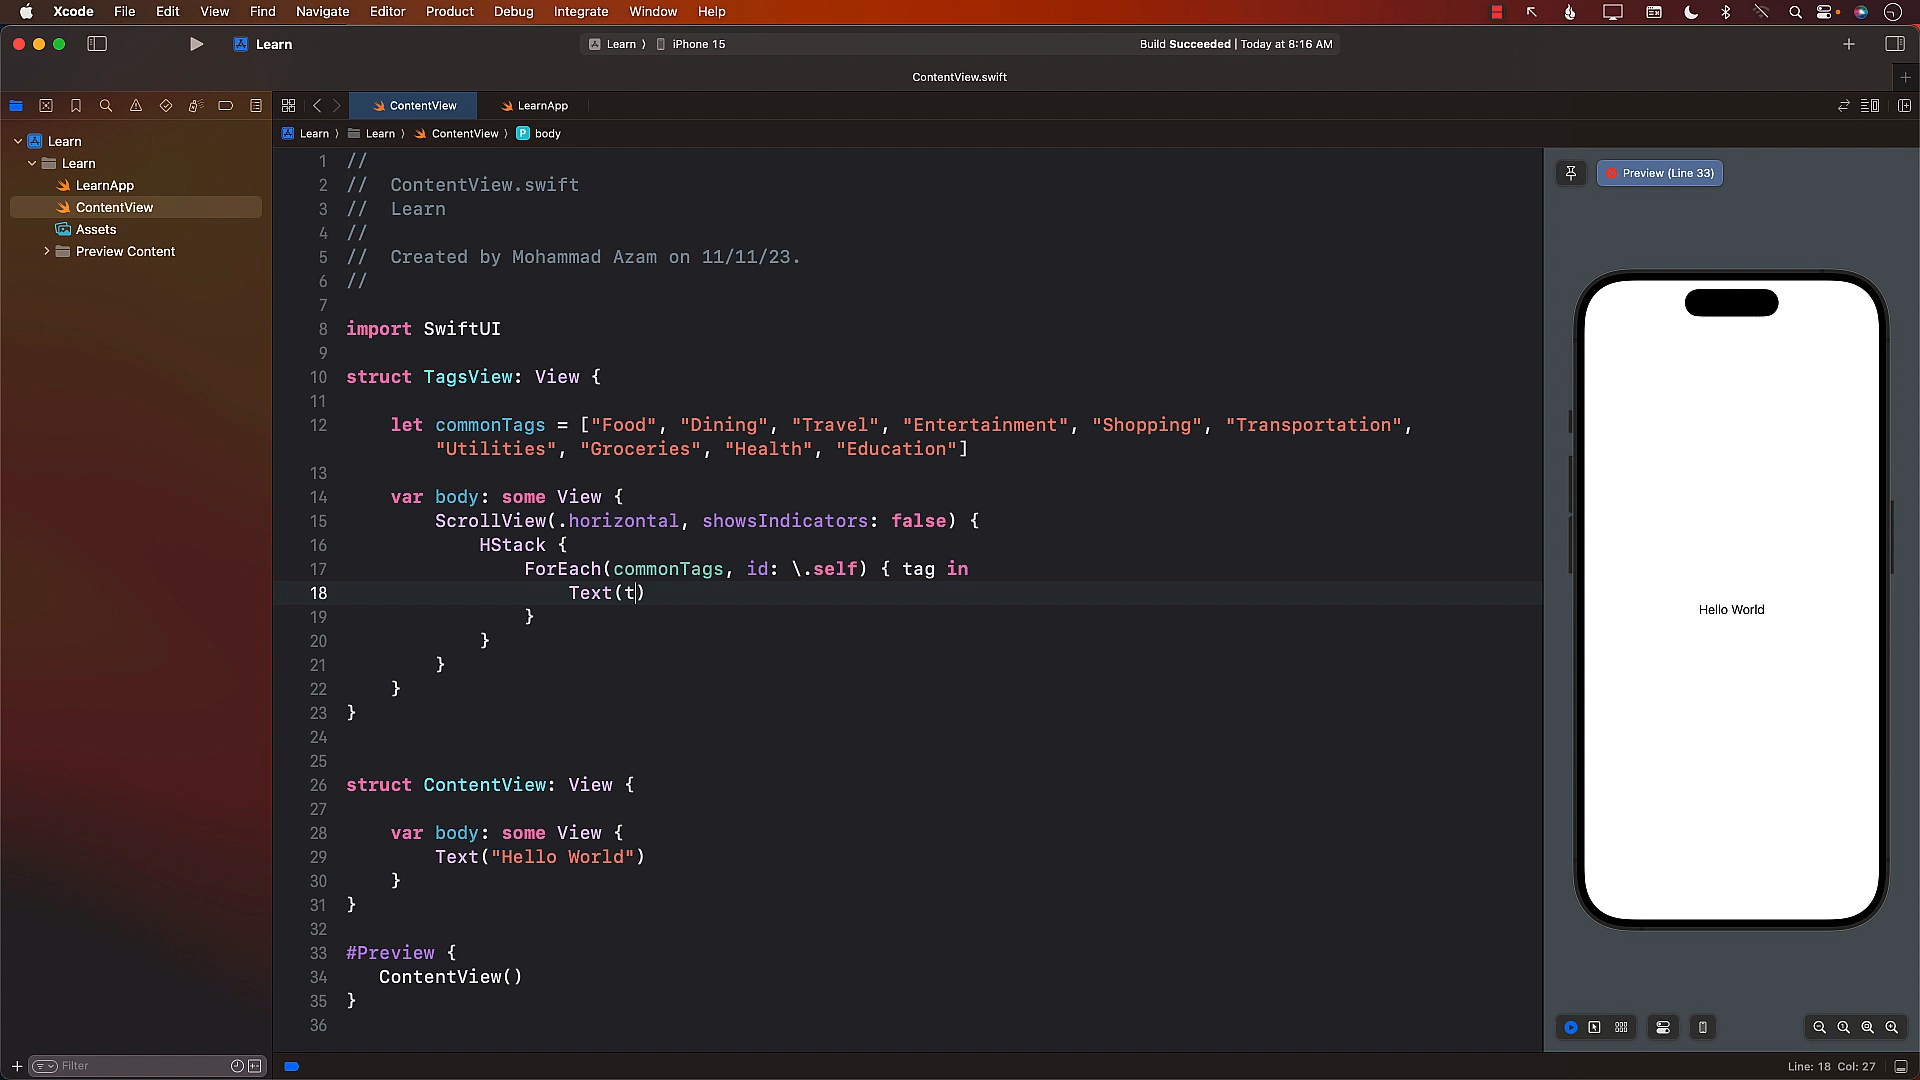 Xcode File Edit View Find Navigate Editor Product Debug Integrate Window Help
Learn
Learn iPhone 15
Build Succeeded | Today at 8:16 AM
ContentView.swift
ContentView
LearnApp
Learn Learn ContentView P body
Learn
Learn
LearnApp
ContentView
Assets
Preview Content
1 //
2 //  ContentView.swift
3 //  Learn
4 //
5 //  Created by Mohammad Azam on 11/11/23.
6 //
7
8 import SwiftUI
9
10 struct TagsView: View {
11
12     let commonTags = ["Food", "Dining", "Travel", "Entertainment", "Shopping", "Transportation",
"Utilities", "Groceries", "Health", "Education"]
13
14     var body: some View {
15         ScrollView(.horizontal, showsIndicators: false) {
16             HStack {
17                 ForEach(commonTags, id: \.self) { tag in
18                     Text(t)
19                 }
20             }
21         }
22     }
23 }
24
25
26 struct ContentView: View {
27
28     var body: some View {
29         Text("Hello World")
30     }
31 }
32
33 #Preview {
34    ContentView()
35 }
36
Preview (Line 33)
Hello World
Filter
Line: 18 Col: 27